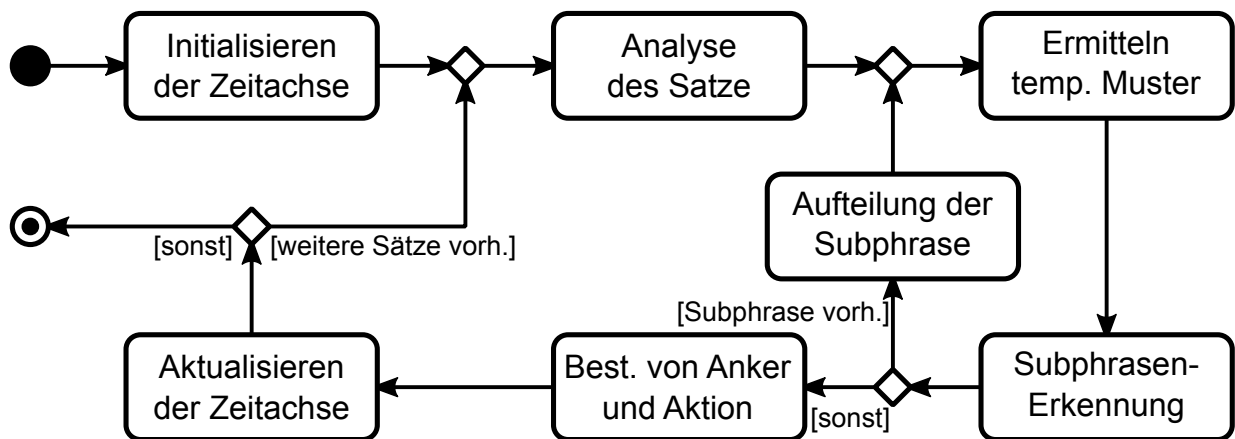 Initialisieren
der Zeitachse
Analyse
des Satze
Ermitteln
temp. Muster
Aufteilung der
Subphrase
[sonst]
[weitere Sätze vorh.]
[Subphrase vorh.]
Aktualisieren
der Zeitachse
Best. von Anker
und Aktion
[sonst]
Subphrasen-
Erkennung